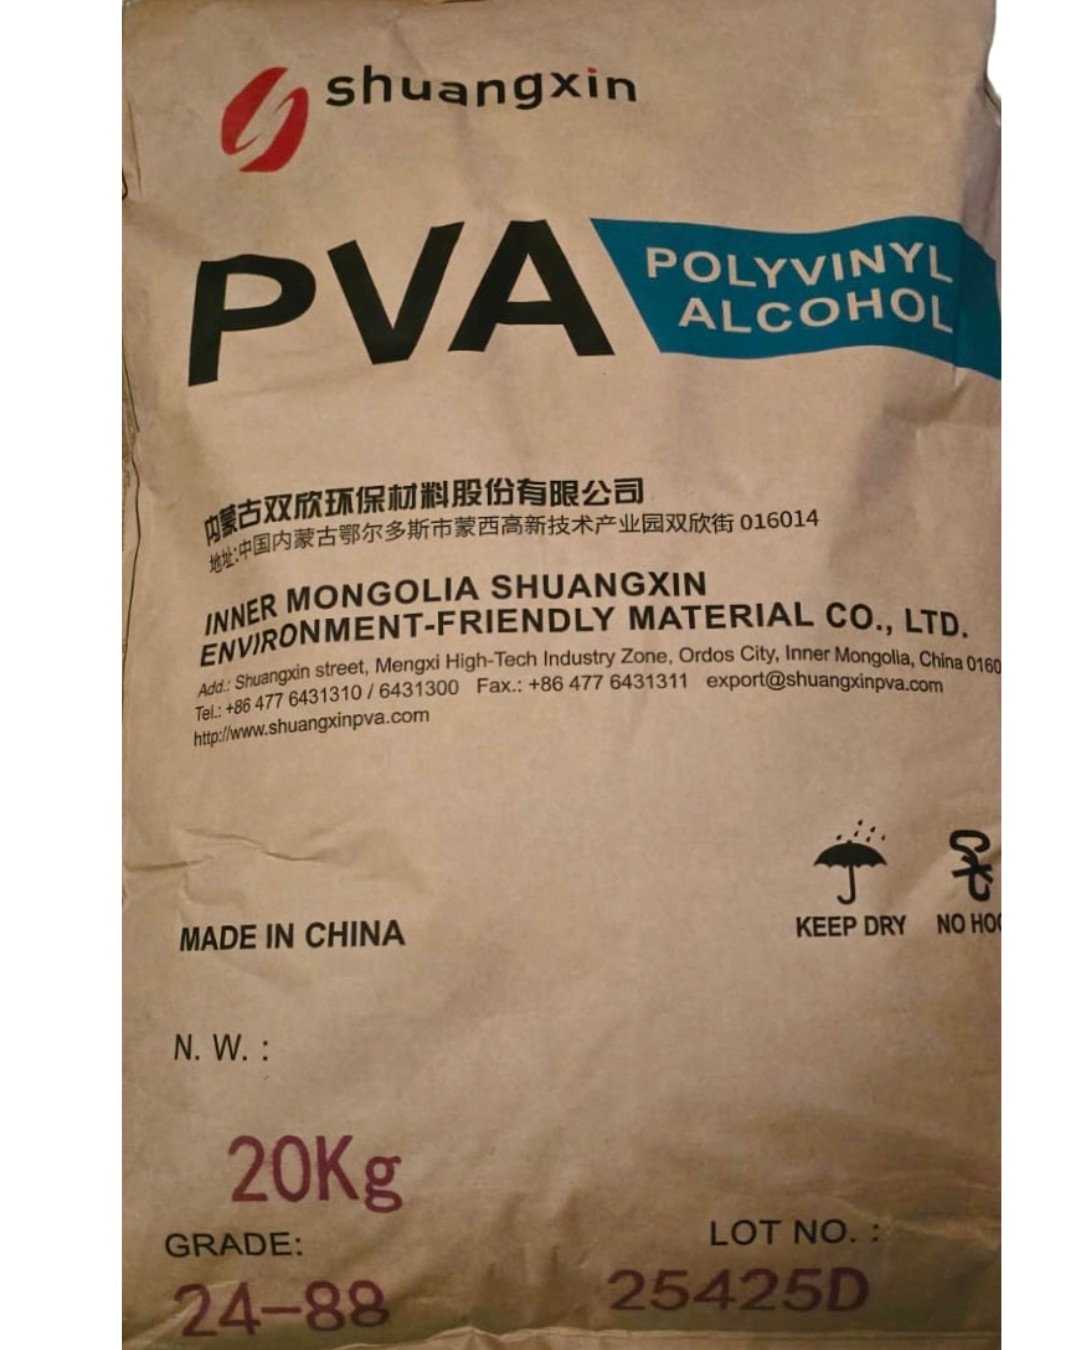 shuangxin
PVA
POLYVINYL
ALCOHOL
内蒙古双欣环保材料股份有限公司
地址:中国内蒙古鄂尔多斯市蒙西高新技术产业园双欣街 016014
INNER MONGOLIA SHUANGXIN
ENVIRONMENT-FRIENDLY MATERIAL CO., LTD.
Add.: Shuangxin street, Mengxi High-Tech Industry Zone, Ordos City, Inner Mongolia, China 0160
Tel.: +86 477 6431310 / 6431300 Fax.: +86 477 6431311 export@shuangxinpva.com
http://www.shuangxinpva.com
KEEP DRY NO HOO
MADE IN CHINA
N. W. :
20Kg
GRADE:
24-88
LOT NO. :
25425D